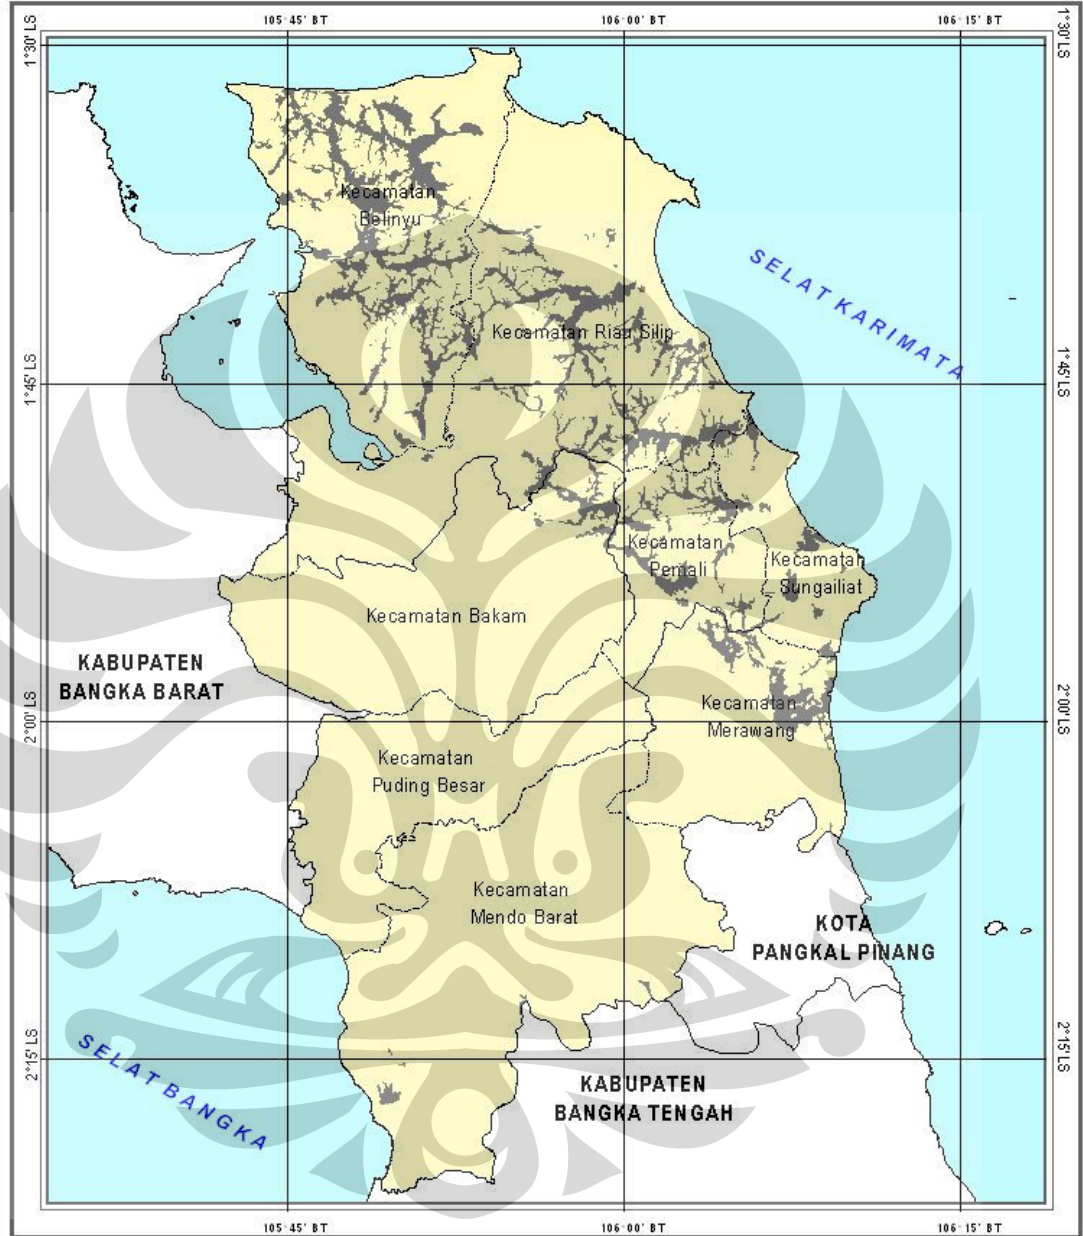 105°45' BT
106°00' BT
106°15' BT
1°30' LS
1°30' LS
Kecamatan
Belinyu
SELAT KARIMATA
Kecamatan Riau Silip
1°45' LS
1°45' LS
Kecamatan
Pemali
Kecamatan
Sungailiat
Kecamatan Bakam
KABUPATEN
BANGKA BARAT
Kecamatan
Merawang
2°00' LS
2°00' LS
Kecamatan
Puding Besar
Kecamatan
Mendo Barat
KOTA
PANGKAL PINANG
2°15' LS
2°15' LS
SELAT BANGKA
KABUPATEN
BANGKA TENGAH
105°45' BT
106°00' BT
106°15' BT